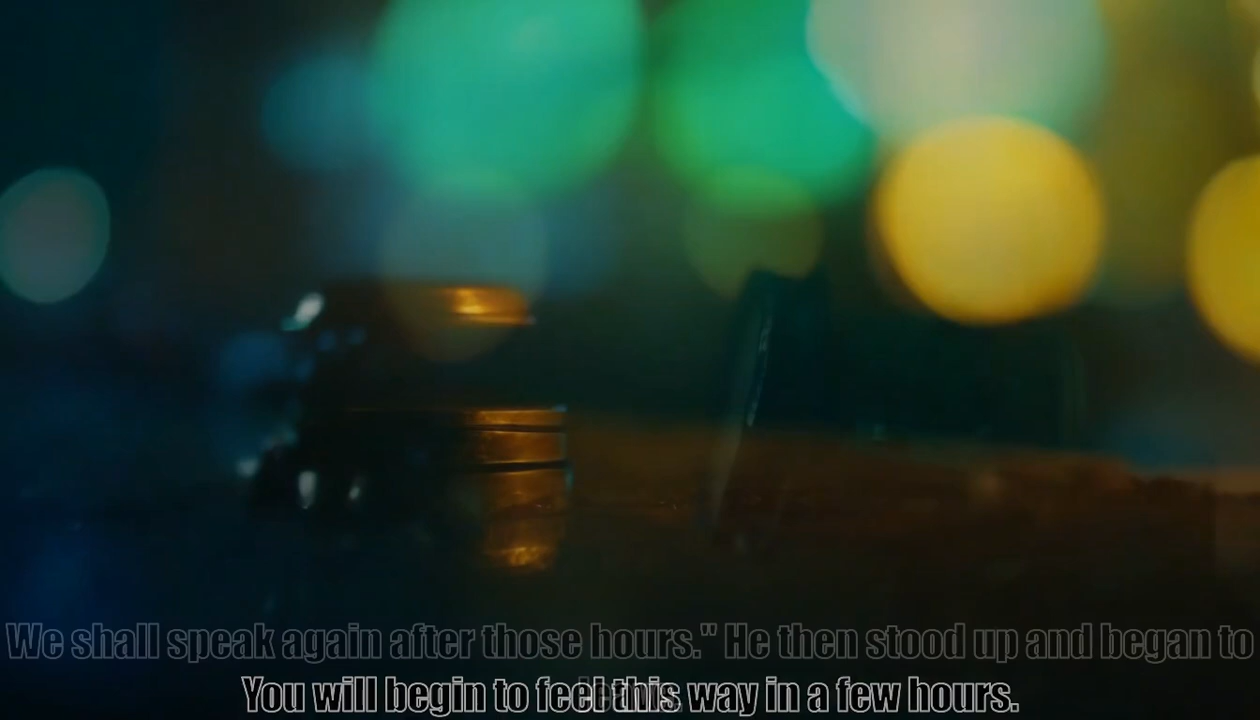 We shall speak again after those hours." He then stood up and began to
You will begin to feel this way in a few hours.